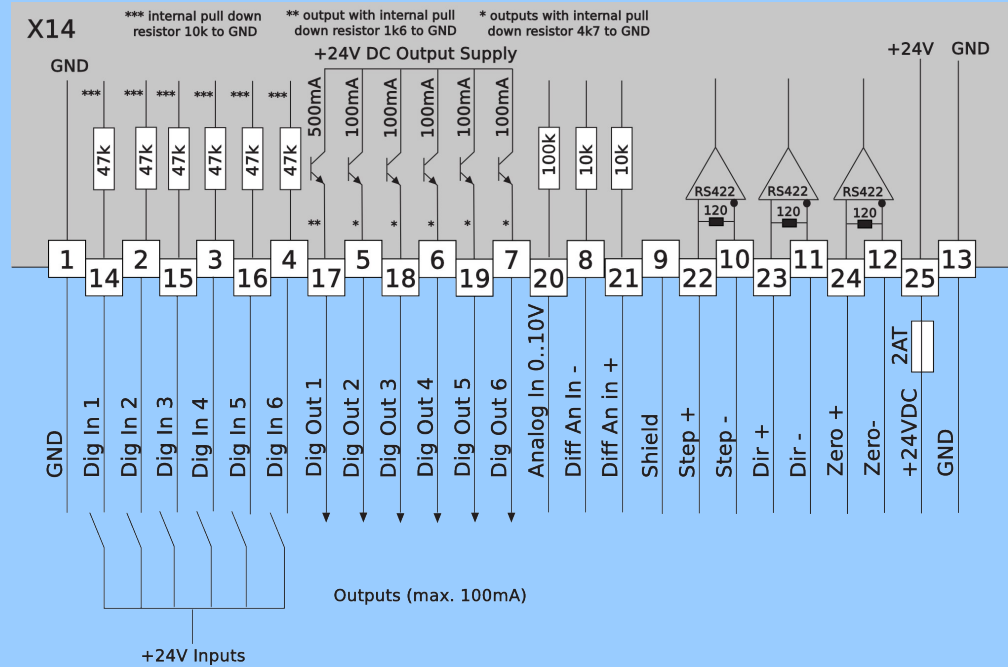 X14
*** internal pull down
resistor 10k to GND
** output with internal pull
down resistor 1k6 to GND
* outputs with internal pull
down resistor 4k7 to GND
+24V DC Output Supply
+24V
GND
GND
***
***
***
***
***
***
47k
47k
47k
47k
47k
47k
500mA
100mA
100mA
100mA
100mA
100mA
100k
10k
10k
RS422
RS422
RS422
120
120
120
**
*
*
*
*
*
1
2
3
4
5
6
7
8
9
10
11
12
13
14
15
16
17
18
19
20
21
22
23
24
25
2AT
GND
Dig In 1
Dig In 2
Dig In 3
Dig In 4
Dig In 5
Dig In 6
Dig Out 1
Dig Out 2
Dig Out 3
Dig Out 4
Dig Out 5
Dig Out 6
Analog In 0..10V
Diff An In -
Diff An in +
Shield
Step +
Step -
Dir +
Dir -
Zero +
Zero-
+24VDC
GND
Outputs (max. 100mA)
+24V Inputs